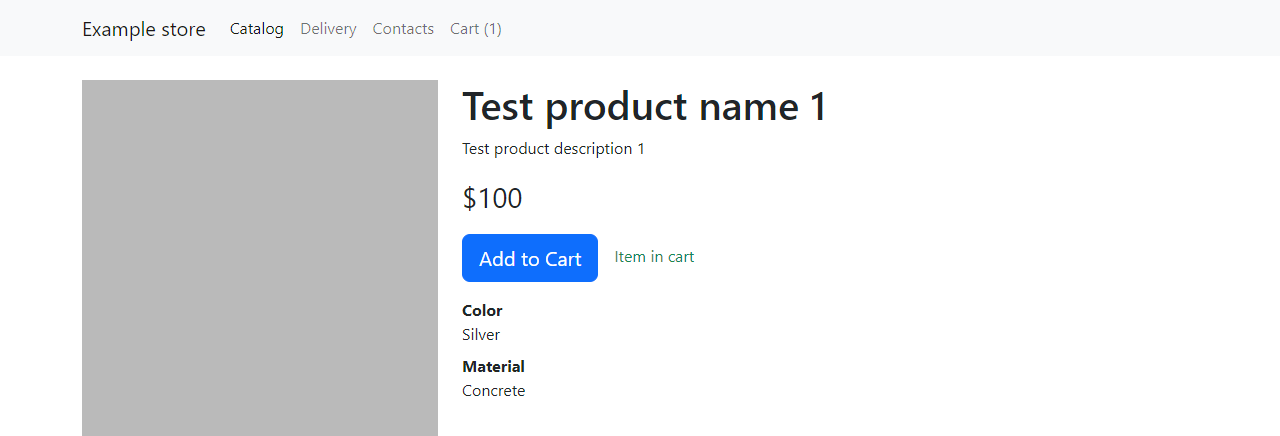 Example store Catalog Delivery Contacts Cart (1)
Test product name 1
Test product description 1
$100
Add to Cart Item in cart
Color
Silver
Material
Concrete